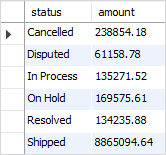 status amount
Cancelled 238854.18
Disputed 61158.78
In Process 135271.52
On Hold 169575.61
Resolved 134235.88
Shipped 8865094.64